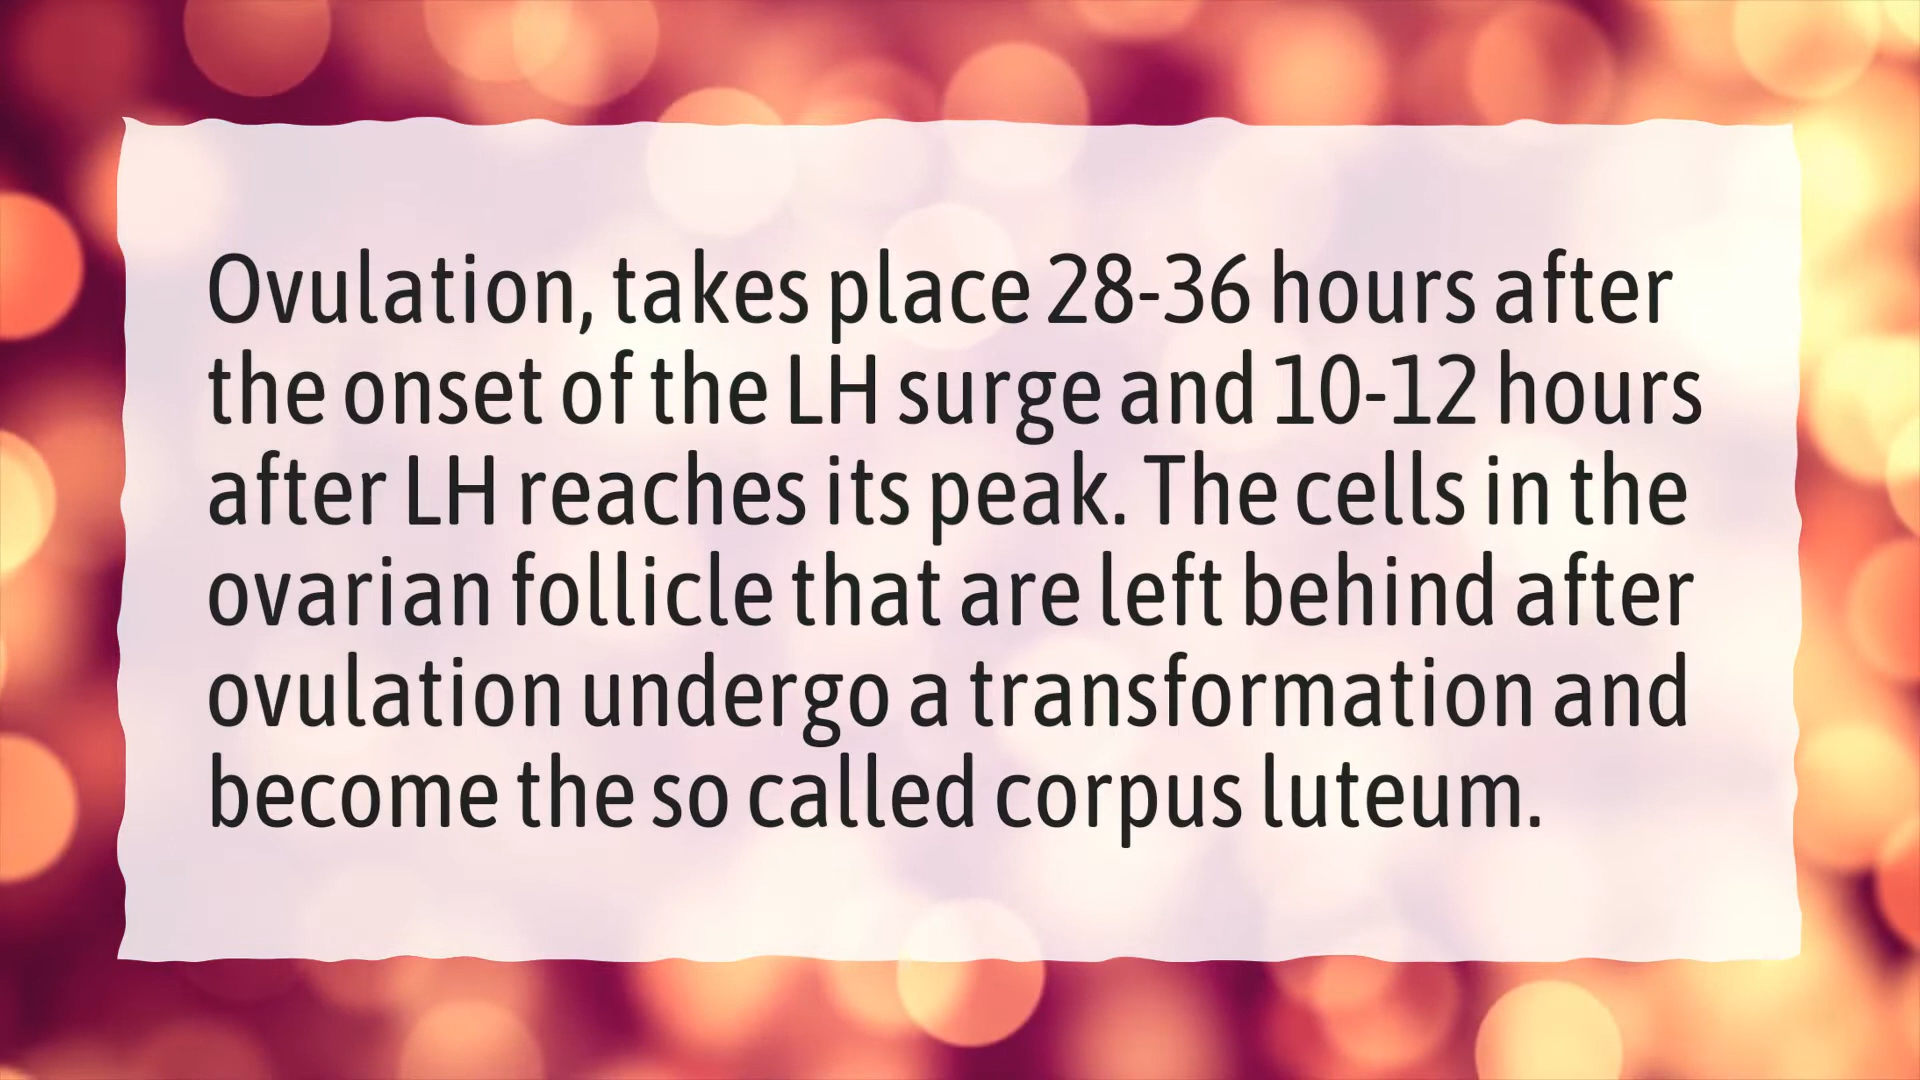 Ovulation, takes place 28-36 hours after
the onset of the LH surge and 10-12 hours
after LH reaches its peak. The cells in the
ovarian follicle that are left behind after
ovulation undergo a transformation and
become the so called corpus luteum.